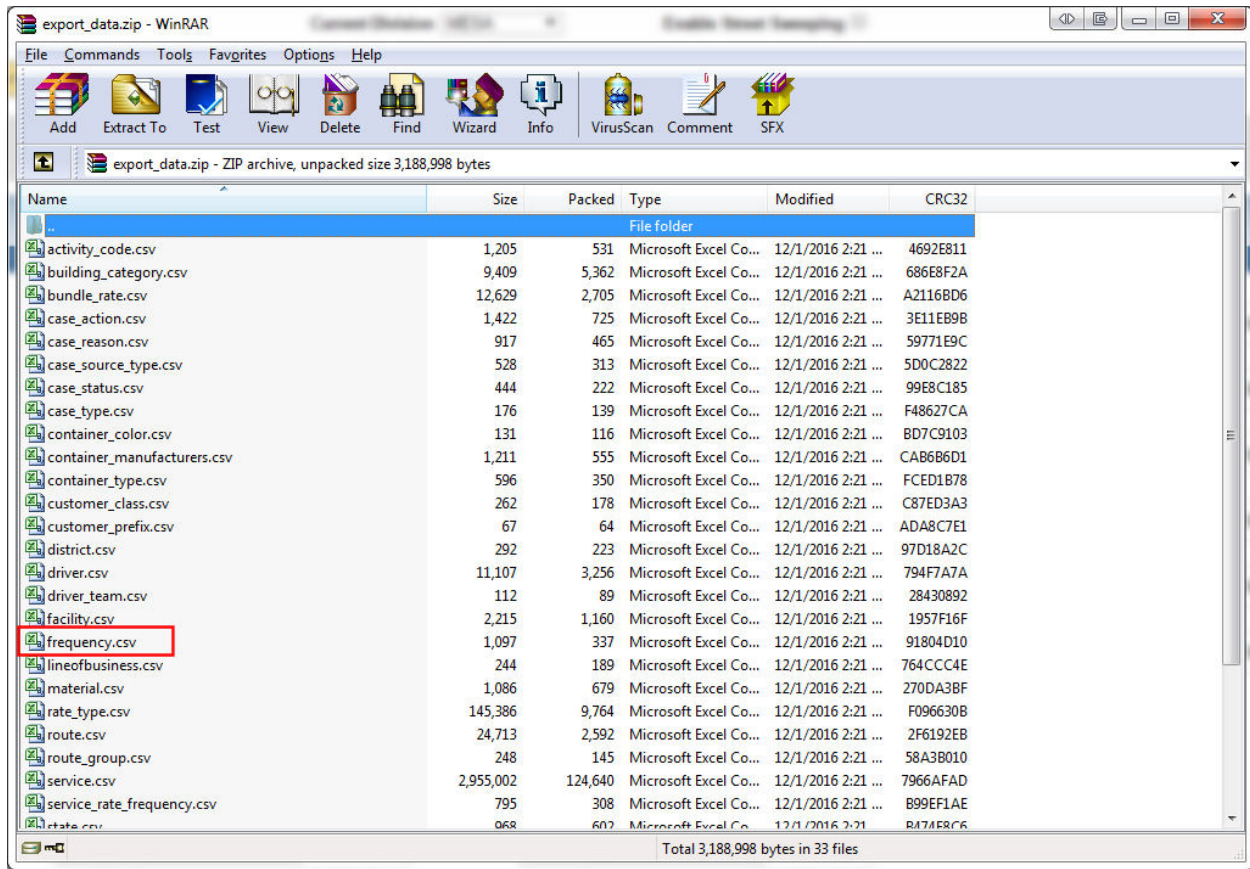 export_data.zip - WinRAR
File Commands Tools Favorites Options Help
Add Extract To Test View Delete Find Wizard Info VirusScan Comment SFX
export_data.zip - ZIP archive, unpacked size 3,188,998 bytes
Name Size Packed Type Modified CRC32
.. File folder
activity_code.csv 1,205 531 Microsoft Excel Co... 12/1/2016 2:21 ... 4692E811
building_category.csv 9,409 5,362 Microsoft Excel Co... 12/1/2016 2:21 ... 686E8F2A
bundle_rate.csv 12,629 2,705 Microsoft Excel Co... 12/1/2016 2:21 ... A2116BD6
case_action.csv 1,422 725 Microsoft Excel Co... 12/1/2016 2:21 ... 3E11EB9B
case_reason.csv 917 465 Microsoft Excel Co... 12/1/2016 2:21 ... 59771E9C
case_source_type.csv 528 313 Microsoft Excel Co... 12/1/2016 2:21 ... 5D0C2822
case_status.csv 444 222 Microsoft Excel Co... 12/1/2016 2:21 ... 99E8C185
case_type.csv 176 139 Microsoft Excel Co... 12/1/2016 2:21 ... F48627CA
container_color.csv 131 116 Microsoft Excel Co... 12/1/2016 2:21 ... BD7C9103
container_manufacturers.csv 1,211 555 Microsoft Excel Co... 12/1/2016 2:21 ... CAB6B6D1
container_type.csv 596 350 Microsoft Excel Co... 12/1/2016 2:21 ... FCED1B78
customer_class.csv 262 178 Microsoft Excel Co... 12/1/2016 2:21 ... C87ED3A3
customer_prefix.csv 67 64 Microsoft Excel Co... 12/1/2016 2:21 ... ADA8C7E1
district.csv 292 223 Microsoft Excel Co... 12/1/2016 2:21 ... 97D18A2C
driver.csv 11,107 3,256 Microsoft Excel Co... 12/1/2016 2:21 ... 794F7A7A
driver_team.csv 112 89 Microsoft Excel Co... 12/1/2016 2:21 ... 28430892
facility.csv 2,215 1,160 Microsoft Excel Co... 12/1/2016 2:21 ... 1957F16F
frequency.csv 1,097 337 Microsoft Excel Co... 12/1/2016 2:21 ... 91804D10
lineofbusiness.csv 244 189 Microsoft Excel Co... 12/1/2016 2:21 ... 764CCC4E
material.csv 1,086 679 Microsoft Excel Co... 12/1/2016 2:21 ... 270DA3BF
rate_type.csv 145,386 9,764 Microsoft Excel Co... 12/1/2016 2:21 ... F096630B
route.csv 24,713 2,592 Microsoft Excel Co... 12/1/2016 2:21 ... 2F6192EB
route_group.csv 248 145 Microsoft Excel Co... 12/1/2016 2:21 ... 58A3B010
service.csv 2,955,002 124,640 Microsoft Excel Co... 12/1/2016 2:21 ... 7966AFAD
service_rate_frequency.csv 795 308 Microsoft Excel Co... 12/1/2016 2:21 ... B99EF1AE
state.csv 968 602 Microsoft Excel Co... 12/1/2016 2:21 ... B474F8C6
Total 3,188,998 bytes in 33 files